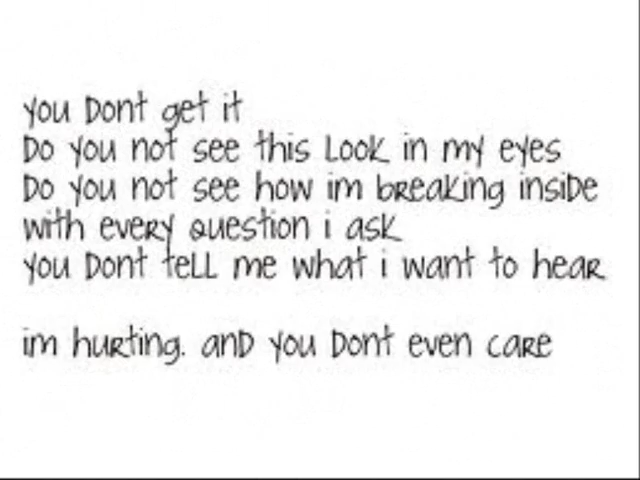 you Dont get it
Do you not see this Look in my eyes
Do you not see how im breaking insiDe
with every question i ask
you Dont teLL me what i want to hear
im hurting. anD you Dont even care